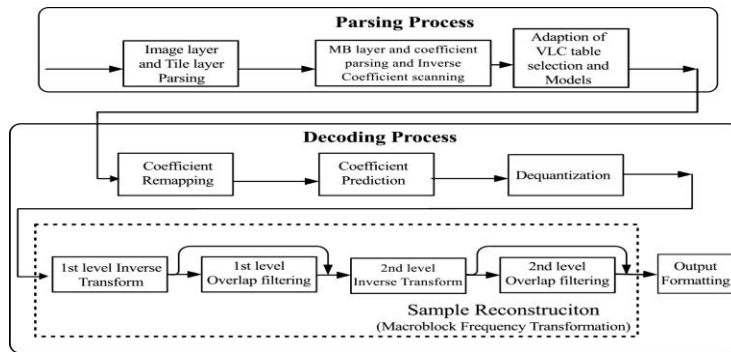 Parsing Process
Image layer
and Tile layer
Parsing
MB layer and coefficient
parsing and Inverse
Coefficient scanning
Adaption of
VLC table
selection and
Models
Decoding Process
Coefficient
Remapping
Coefficient
Prediction
Dequantization
1st level Inverse
Transform
1st level
Overlap filtering
2nd level
Inverse Transform
2nd level
Overlap filtering
Output
Formatting
Sample Reconstruciton
(Macroblock Frequency Transformation)